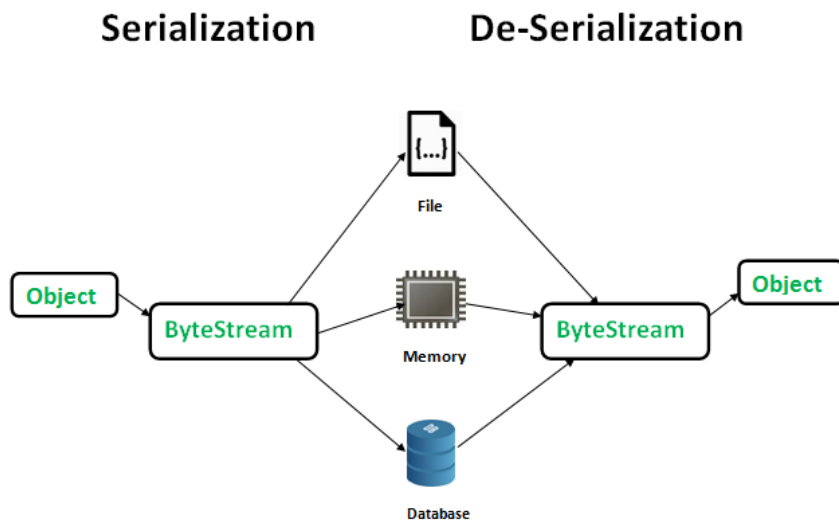 Serialization
De-Serialization
{...}
File
Object
ByteStream
Memory
ByteStream
Object
Database